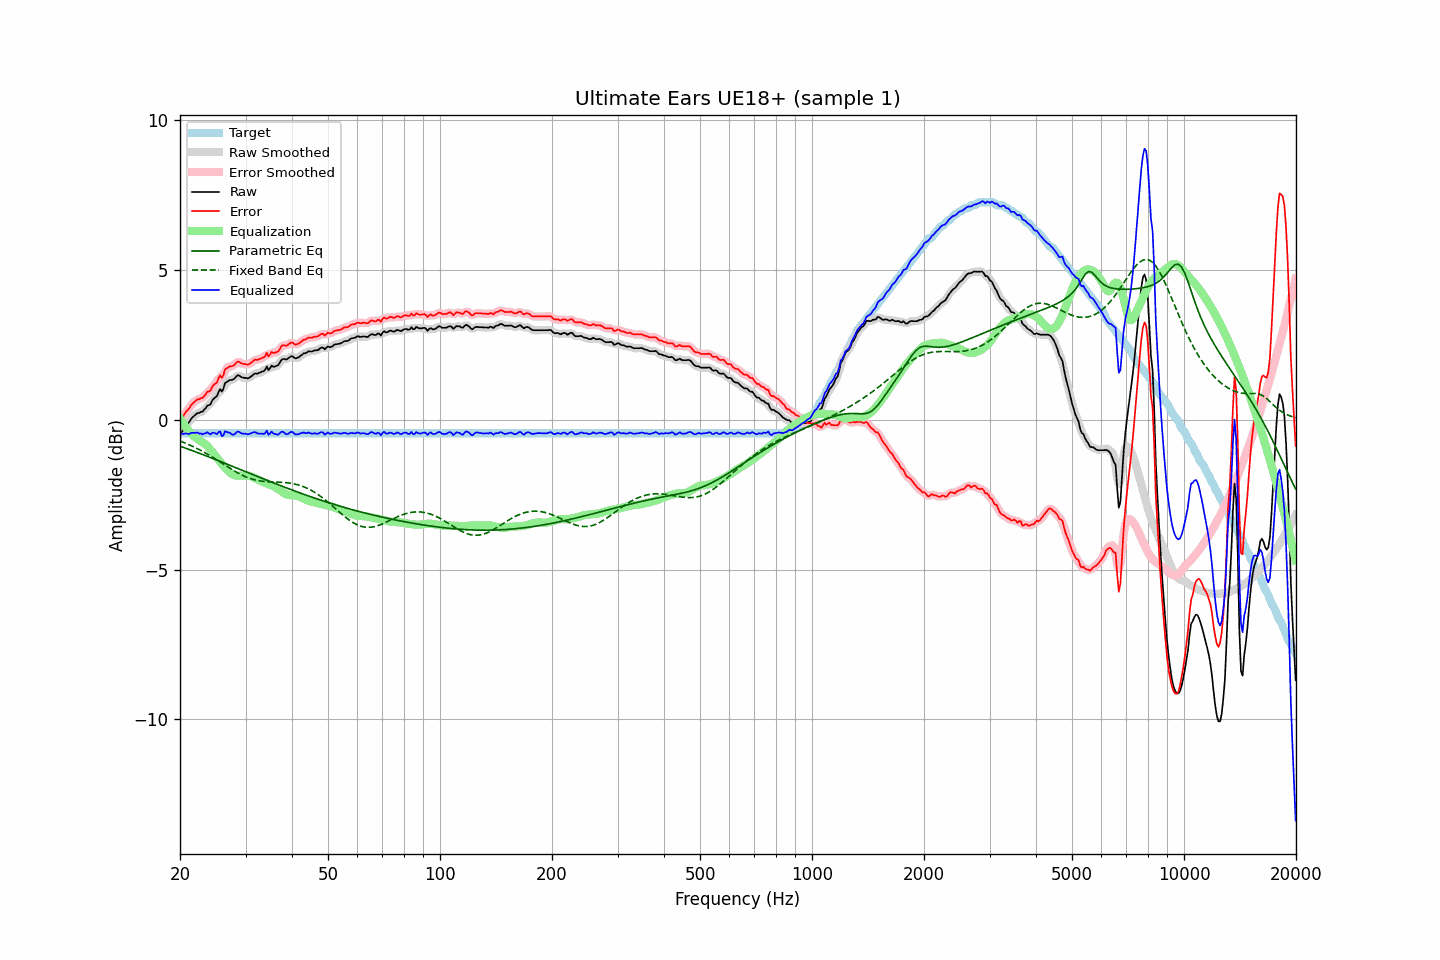 Ultimate Ears UE18+ (sample 1)
Target
Raw Smoothed
Error Smoothed
Raw
Error
Equalization
Parametric Eq
Fixed Band Eq
Equalized
10
5
0
−5
−10
Amplitude (dBr)
20
50
100
200
500
1000
2000
5000
10000
20000
Frequency (Hz)